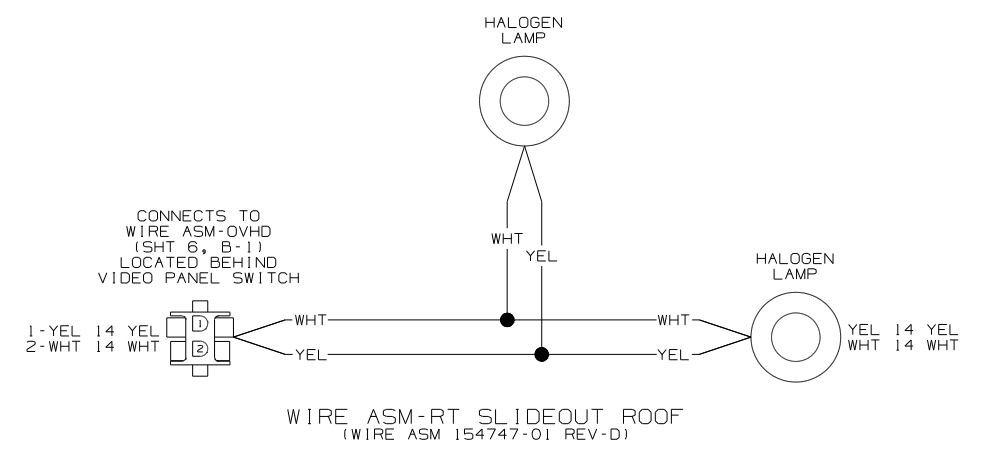 HALOGEN
LAMP
CONNECTS TO
WIRE ASM-OVHD
(SHT 6, B-1)
LOCATED BEHIND
VIDEO PANEL SWITCH
WHT
YEL
HALOGEN
LAMP
1-YEL 14 YEL
2-WHT 14 WHT
1
2
WHT
WHT
YEL
YEL
YEL 14 YEL
WHT 14 WHT
WIRE ASM-RT SLIDEOUT ROOF
(WIRE ASM 154747-01 REV-D)